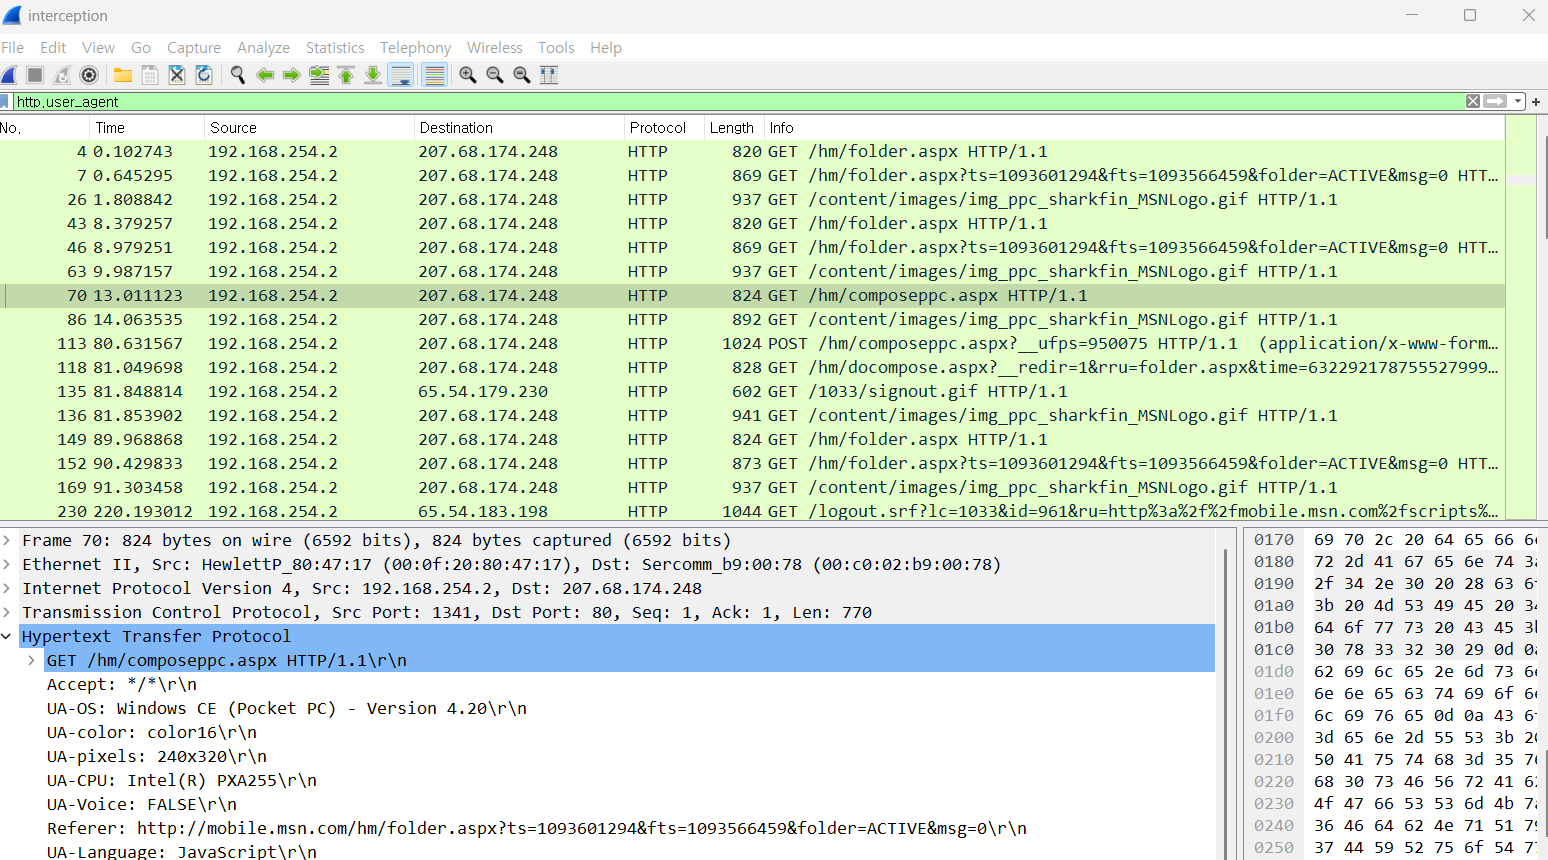 interception
File Edit View Go Capture Analyze Statistics Telephony Wireless Tools Help
http.user_agent
No. Time Source Destination Protocol Length Info
4 0.102743 192.168.254.2 207.68.174.248 HTTP 820 GET /hm/folder.aspx HTTP/1.1
7 0.645295 192.168.254.2 207.68.174.248 HTTP 869 GET /hm/folder.aspx?ts=1093601294&fts=1093566459&folder=ACTIVE&msg=0 HTT…
26 1.808842 192.168.254.2 207.68.174.248 HTTP 937 GET /content/images/img_ppc_sharkfin_MSNLogo.gif HTTP/1.1
43 8.379257 192.168.254.2 207.68.174.248 HTTP 820 GET /hm/folder.aspx HTTP/1.1
46 8.979251 192.168.254.2 207.68.174.248 HTTP 869 GET /hm/folder.aspx?ts=1093601294&fts=1093566459&folder=ACTIVE&msg=0 HTT…
63 9.987157 192.168.254.2 207.68.174.248 HTTP 937 GET /content/images/img_ppc_sharkfin_MSNLogo.gif HTTP/1.1
70 13.011123 192.168.254.2 207.68.174.248 HTTP 824 GET /hm/composeppc.aspx HTTP/1.1
86 14.063535 192.168.254.2 207.68.174.248 HTTP 892 GET /content/images/img_ppc_sharkfin_MSNLogo.gif HTTP/1.1
113 80.631567 192.168.254.2 207.68.174.248 HTTP 1024 POST /hm/composeppc.aspx?__ufps=950075 HTTP/1.1 (application/x-www-form…
118 81.049698 192.168.254.2 207.68.174.248 HTTP 828 GET /hm/docompose.aspx?__redir=1&rru=folder.aspx&time=632292178755527999…
135 81.848814 192.168.254.2 65.54.179.230 HTTP 602 GET /1033/signout.gif HTTP/1.1
136 81.853902 192.168.254.2 207.68.174.248 HTTP 941 GET /content/images/img_ppc_sharkfin_MSNLogo.gif HTTP/1.1
149 89.968868 192.168.254.2 207.68.174.248 HTTP 824 GET /hm/folder.aspx HTTP/1.1
152 90.429833 192.168.254.2 207.68.174.248 HTTP 873 GET /hm/folder.aspx?ts=1093601294&fts=1093566459&folder=ACTIVE&msg=0 HTT…
169 91.303458 192.168.254.2 207.68.174.248 HTTP 937 GET /content/images/img_ppc_sharkfin_MSNLogo.gif HTTP/1.1
230 220.193012 192.168.254.2 65.54.183.198 HTTP 1044 GET /logout.srf?lc=1033&id=961&ru=http%3a%2f%2fmobile.msn.com%2fscripts%…
Frame 70: 824 bytes on wire (6592 bits), 824 bytes captured (6592 bits)
Ethernet II, Src: HewlettP_80:47:17 (00:0f:20:80:47:17), Dst: Sercomm_b9:00:78 (00:c0:02:b9:00:78)
Internet Protocol Version 4, Src: 192.168.254.2, Dst: 207.68.174.248
Transmission Control Protocol, Src Port: 1341, Dst Port: 80, Seq: 1, Ack: 1, Len: 770
Hypertext Transfer Protocol
GET /hm/composeppc.aspx HTTP/1.1\r\n
Accept: */*\r\n
UA-OS: Windows CE (Pocket PC) - Version 4.20\r\n
UA-color: color16\r\n
UA-pixels: 240x320\r\n
UA-CPU: Intel(R) PXA255\r\n
UA-Voice: FALSE\r\n
Referer: http://mobile.msn.com/hm/folder.aspx?ts=1093601294&fts=1093566459&folder=ACTIVE&msg=0\r\n
UA-Language: JavaScript\r\n
0170 69 70 2c 20 64 65 66
0180 72 2d 41 67 65 6e 74
0190 2f 34 2e 30 20 28 63
01a0 3b 20 4d 53 49 45 20
01b0 64 6f 77 73 20 43 45
01c0 30 78 33 32 30 29 0d
01d0 62 69 6c 65 2e 6d 73
01e0 6e 6e 65 63 74 69 6f
01f0 6c 69 76 65 0d 0a 43
0200 3d 65 6e 2d 55 53 3b
0210 50 41 75 74 68 3d 35
0220 68 30 73 46 56 72 41
0230 4f 47 66 53 53 6d 4b
0240 36 46 64 62 4e 71 51
0250 37 44 59 52 75 6f 54